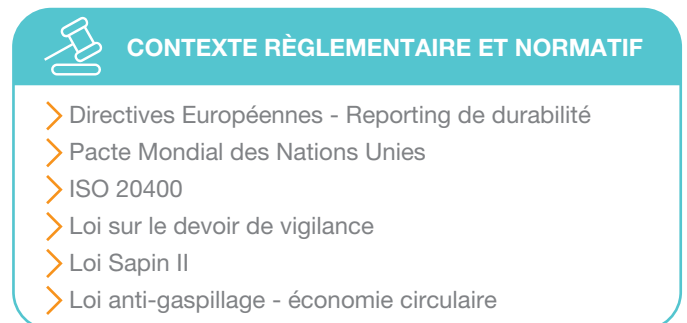 CONTEXTE RÈGLEMENTAIRE ET NORMATIF
Directives Européennes - Reporting de durabilité
Pacte Mondial des Nations Unies
ISO 20400
Loi sur le devoir de vigilance
Loi Sapin II
Loi anti-gaspillage - économie circulaire